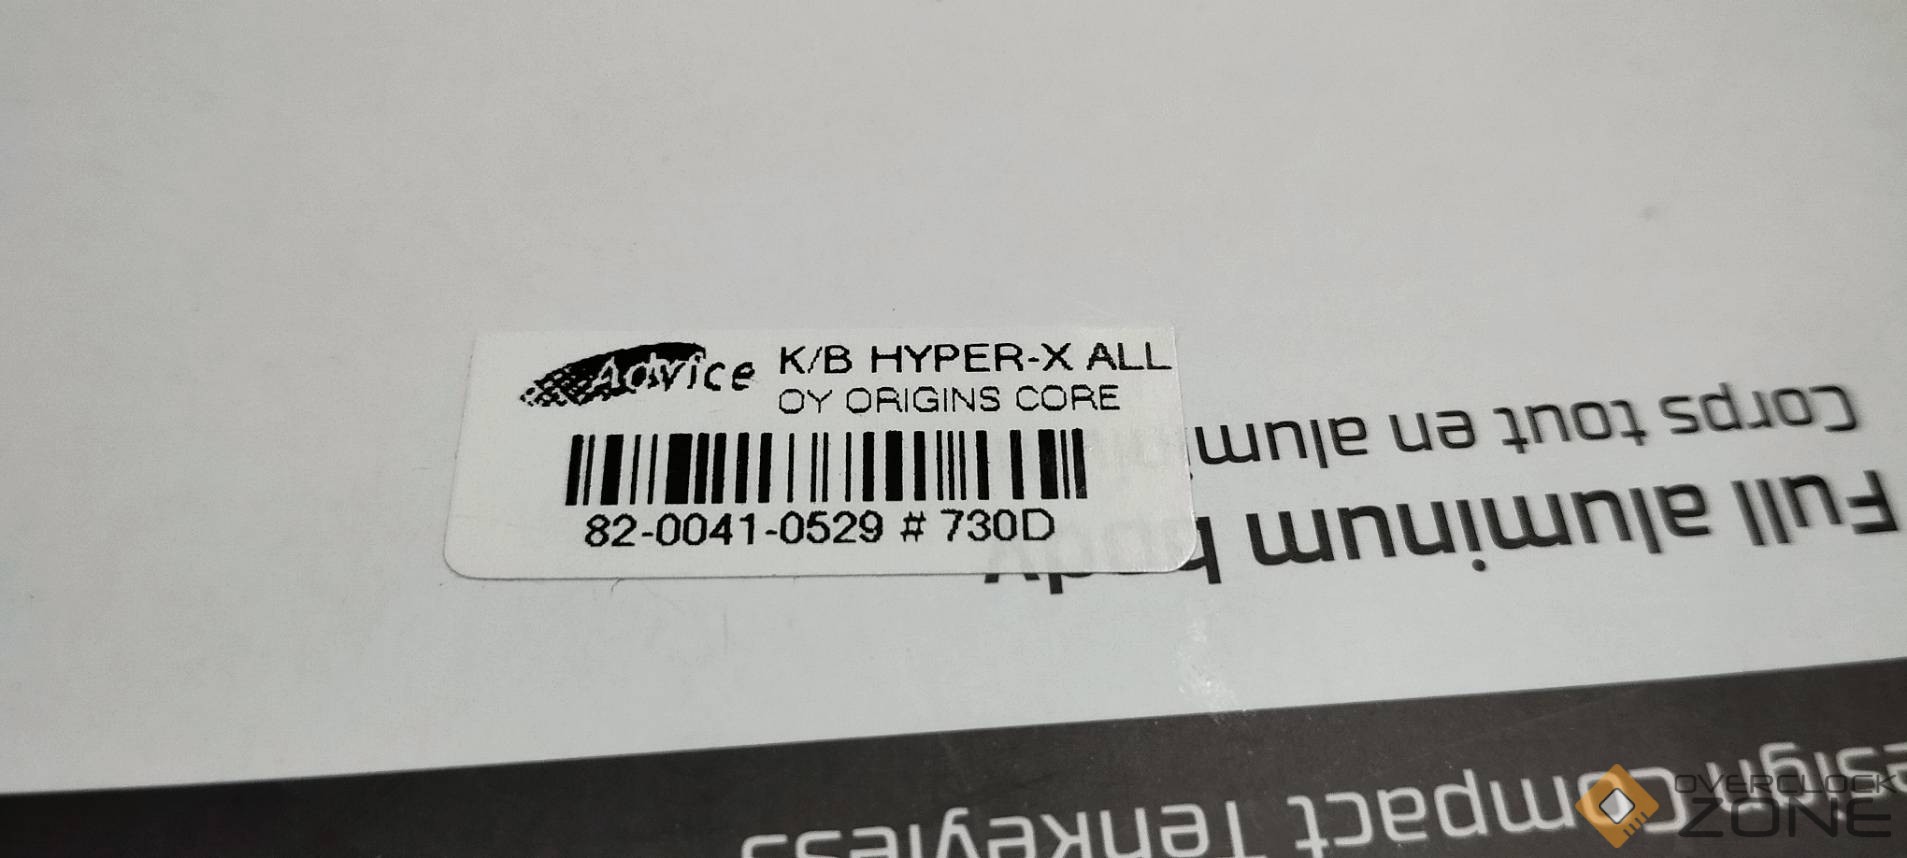 Advice
K/B HYPER-X ALL
OY ORIGINS CORE
82-0041-0529 # 730D
Corps tout en alum
Full aluminum body
esign compact Tenkeyless
OVERCLOCK
ZONE